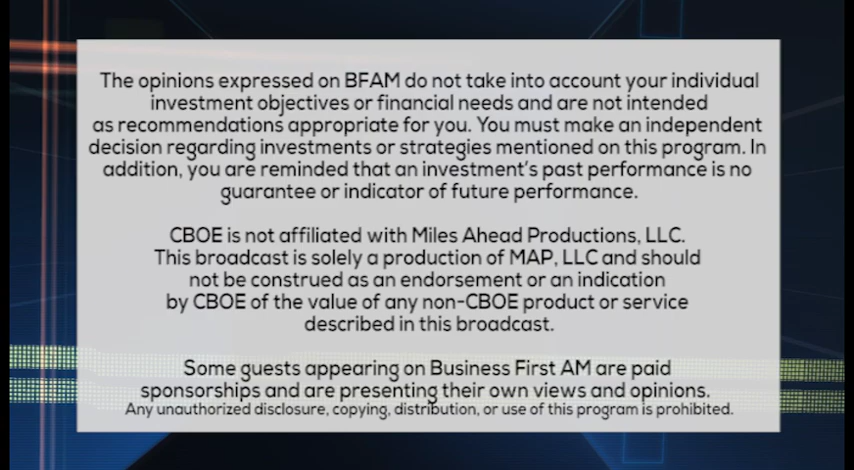 The opinions expressed on BFAM do not take into account your individual
investment objectives or financial needs and are not intended
as recommendations appropriate for you. You must make an independent
decision regarding investments or strategies mentioned on this program. In
addition, you are reminded that an investment's past performance is no
guarantee or indicator of future performance.
CBOE is not affiliated with Miles Ahead Productions, LLC.
This broadcast is solely a production of MAP, LLC and should
not be construed as an endorsement or an indication
by CBOE of the value of any non-CBOE product or service
described in this broadcast.
Some guests appearing on Business First AM are paid
sponsorships and are presenting their own views and opinions.
Any unauthorized disclosure, copying, distribution, or use of this program is prohibited.